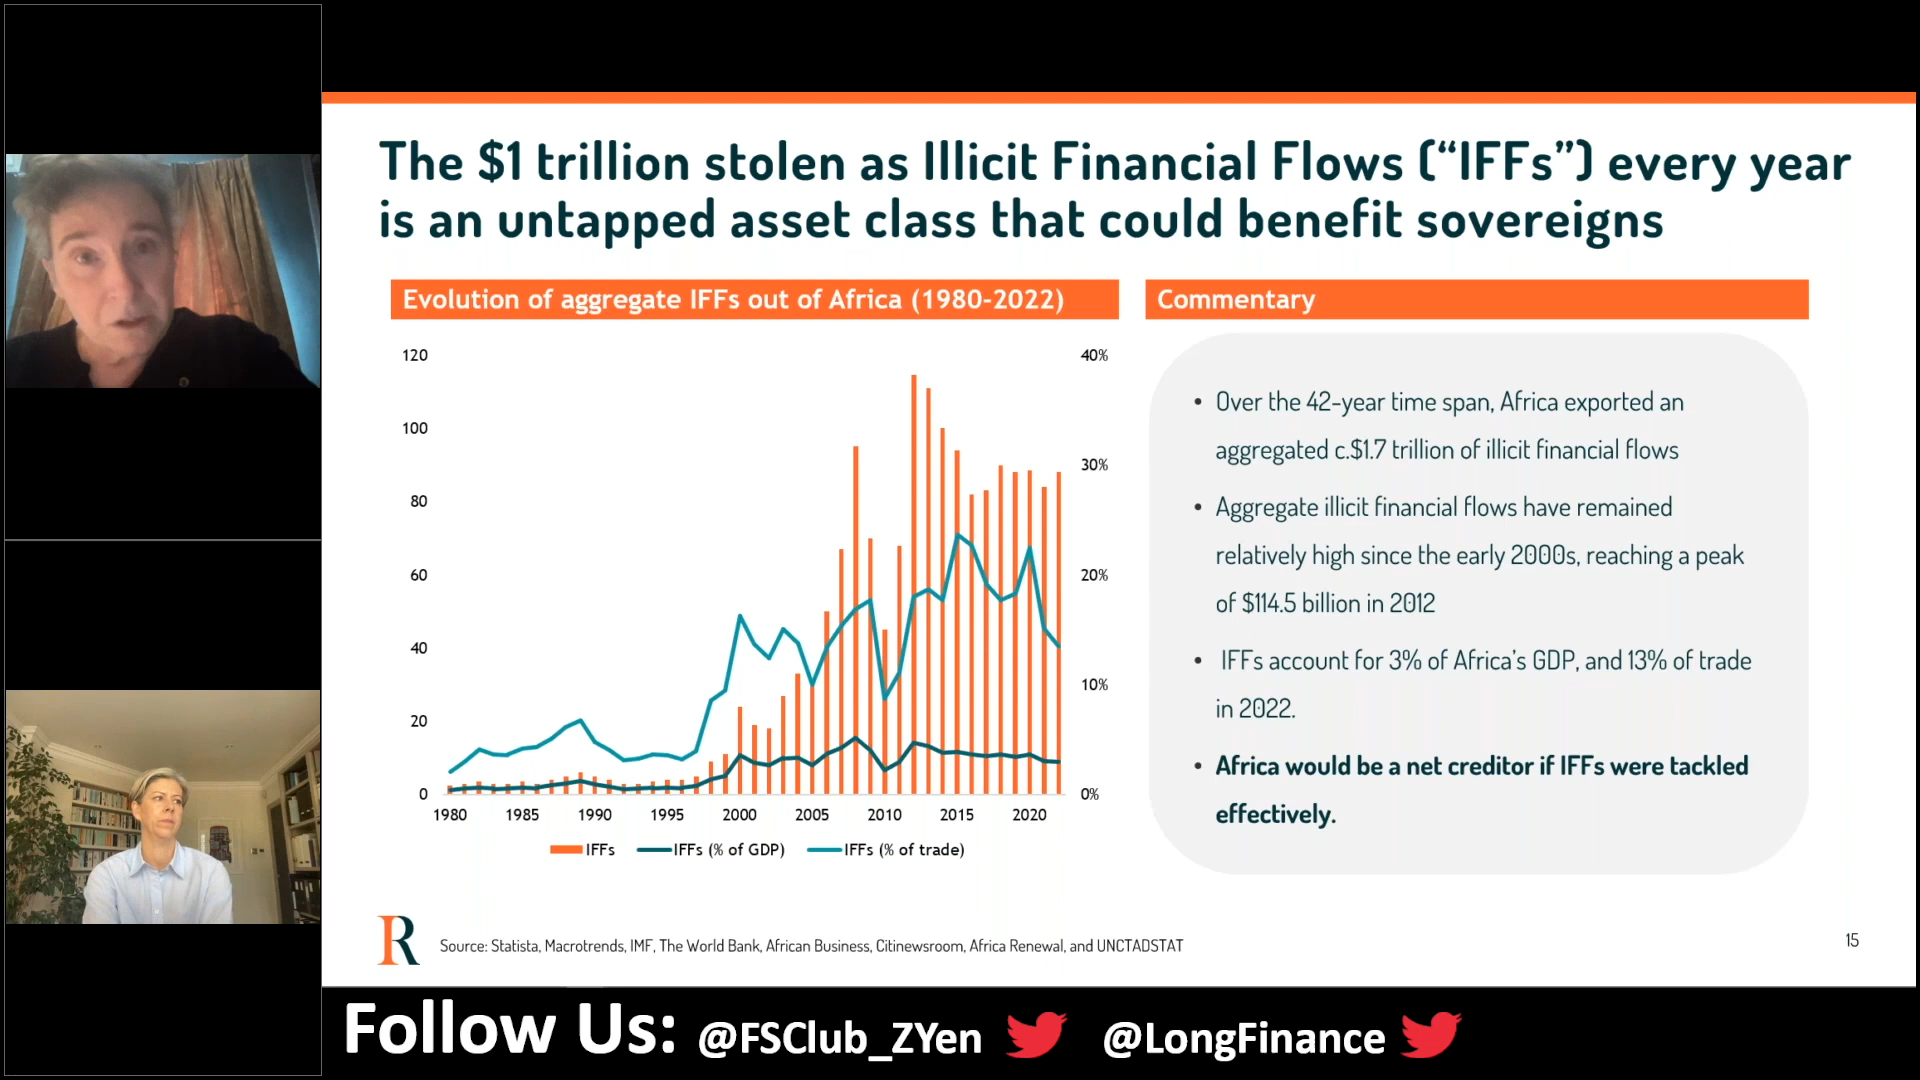 The $1 trillion stolen as Illicit Financial Flows (“IFFs”) every year
is an untapped asset class that could benefit sovereigns
Evolution of aggregate IFFs out of Africa (1980-2022)
120
100
80
60
40
20
0
40%
30%
20%
10%
0%
1980 1985 1990 1995 2000 2005 2010 2015 2020
IFFs IFFs (% of GDP) IFFs (% of trade)
Commentary
• Over the 42-year time span, Africa exported an
aggregated c.$1.7 trillion of illicit financial flows
• Aggregate illicit financial flows have remained
relatively high since the early 2000s, reaching a peak
of $114.5 billion in 2012
• IFFs account for 3% of Africa’s GDP, and 13% of trade
in 2022.
• Africa would be a net creditor if IFFs were tackled
effectively.
R
Source: Statista, Macrotrends, IMF, The World Bank, African Business, Citinewsroom, Africa Renewal, and UNCTADSTAT
15
Follow Us: @FSClub_ZYen @LongFinance